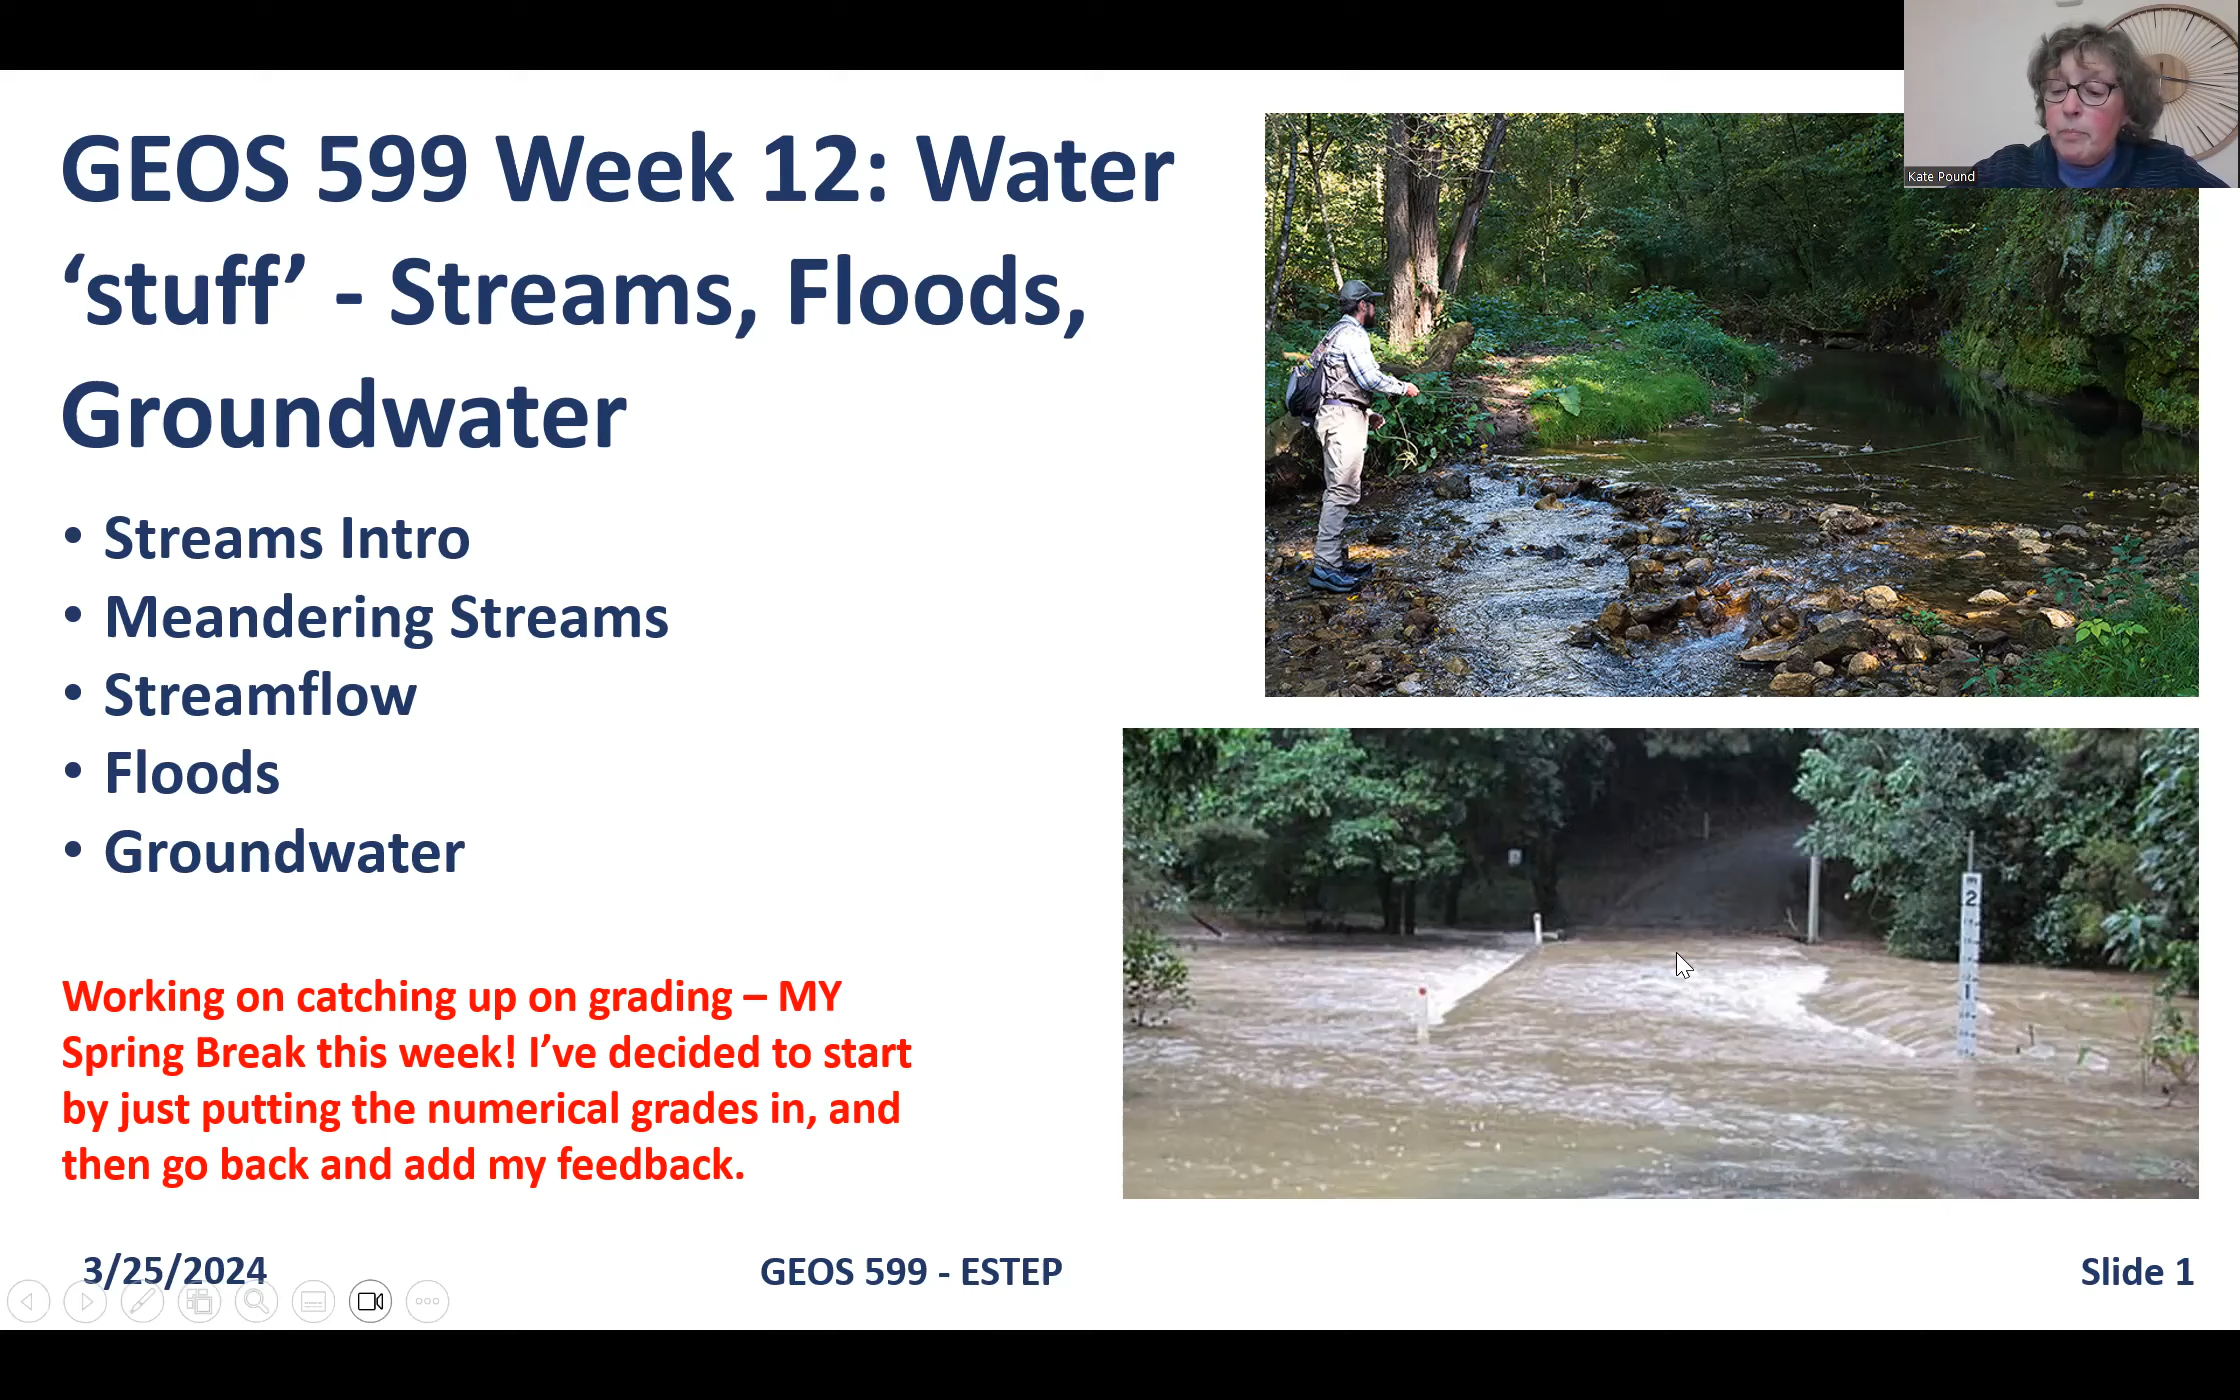 GEOS 599 Week 12: Water
‘stuff’ - Streams, Floods,
Groundwater
• Streams Intro
• Meandering Streams
• Streamflow
• Floods
• Groundwater
Working on catching up on grading – MY
Spring Break this week! I’ve decided to start
by just putting the numerical grades in, and
then go back and add my feedback.
Kate Pound
2
1
3/25/2024
GEOS 599 - ESTEP
Slide 1